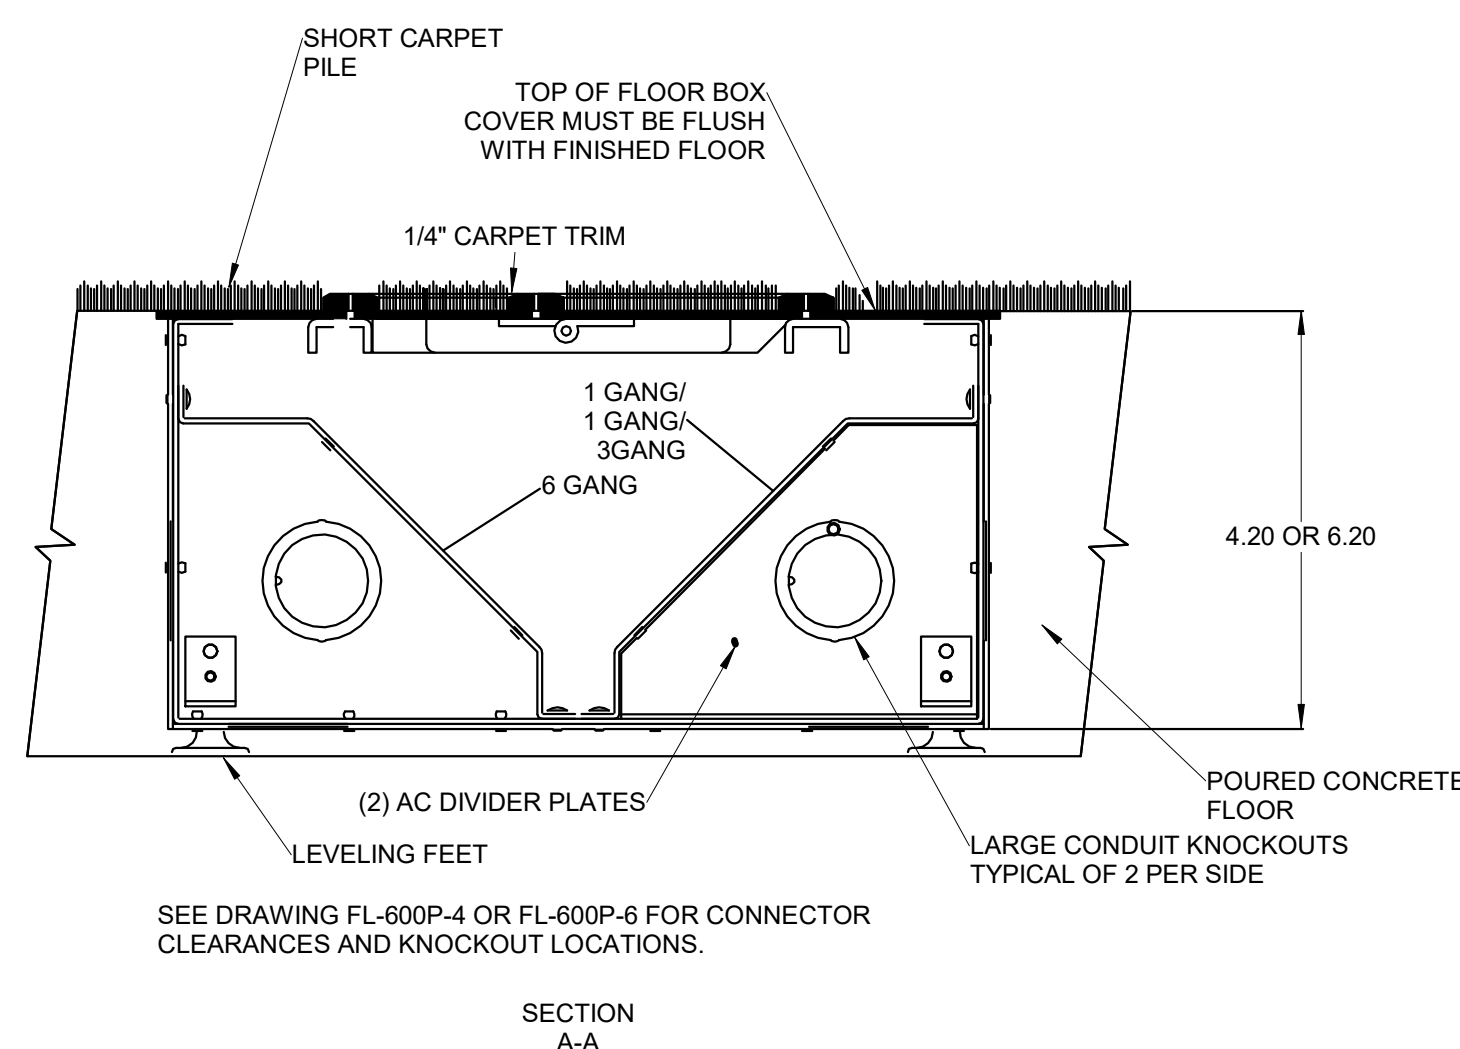 SHORT CARPET
PILE
TOP OF FLOOR BOX
COVER MUST BE FLUSH
WITH FINISHED FLOOR
1/4" CARPET TRIM
1 GANG/
1 GANG/
3GANG
6 GANG
4.20 OR 6.20
POURED CONCRETE
FLOOR
(2) AC DIVIDER PLATES
LEVELING FEET
LARGE CONDUIT KNOCKOUTS
TYPICAL OF 2 PER SIDE
SEE DRAWING FL-600P-4 OR FL-600P-6 FOR CONNECTOR
CLEARANCES AND KNOCKOUT LOCATIONS.
SECTION
A-A